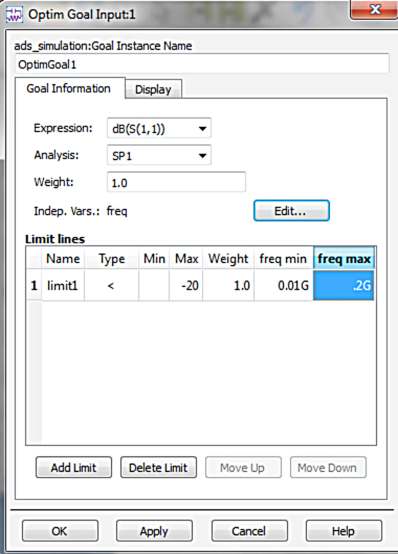 Optim Goal Input:1
ads_simulation:Goal Instance Name
OptimGoal1
Goal Information Display
Expression: dB(S(1,1))
Analysis: SP1
Weight: 1.0
Indep. Vars.: freq Edit...
Limit lines
Name Type Min Max Weight freq min freq max
1 limit1 < -20 1.0 0.01G .2G
Add Limit Delete Limit Move Up Move Down
OK Apply Cancel Help